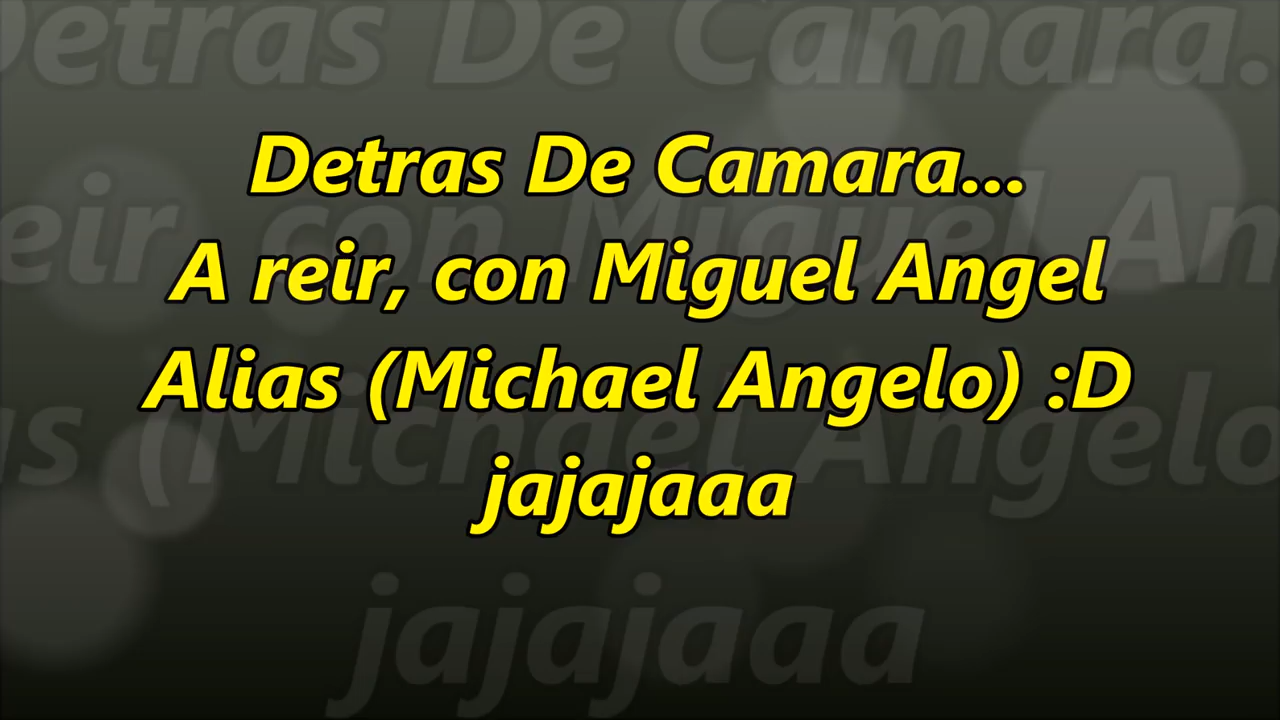 Detras De Camara...
A reir, con Miguel Angel
Alias (Michael Angelo) :D
jajajaaa